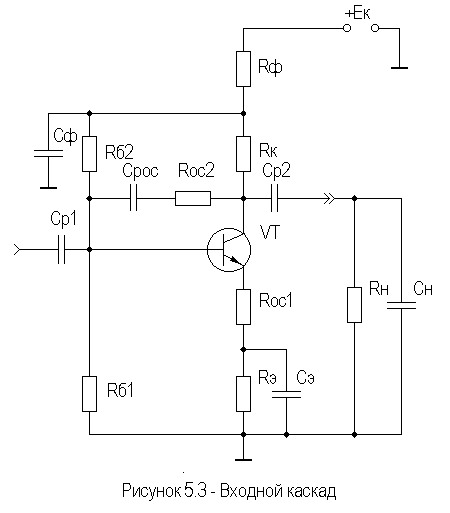 +Ек
Rф
Сф
Rб2
Rк
Срос
Rос2
Ср2
Ср1
VT
Rос1
Rн
Сн
Rэ
Сэ
Rб1
Рисунок 5.3 - Входной каскад